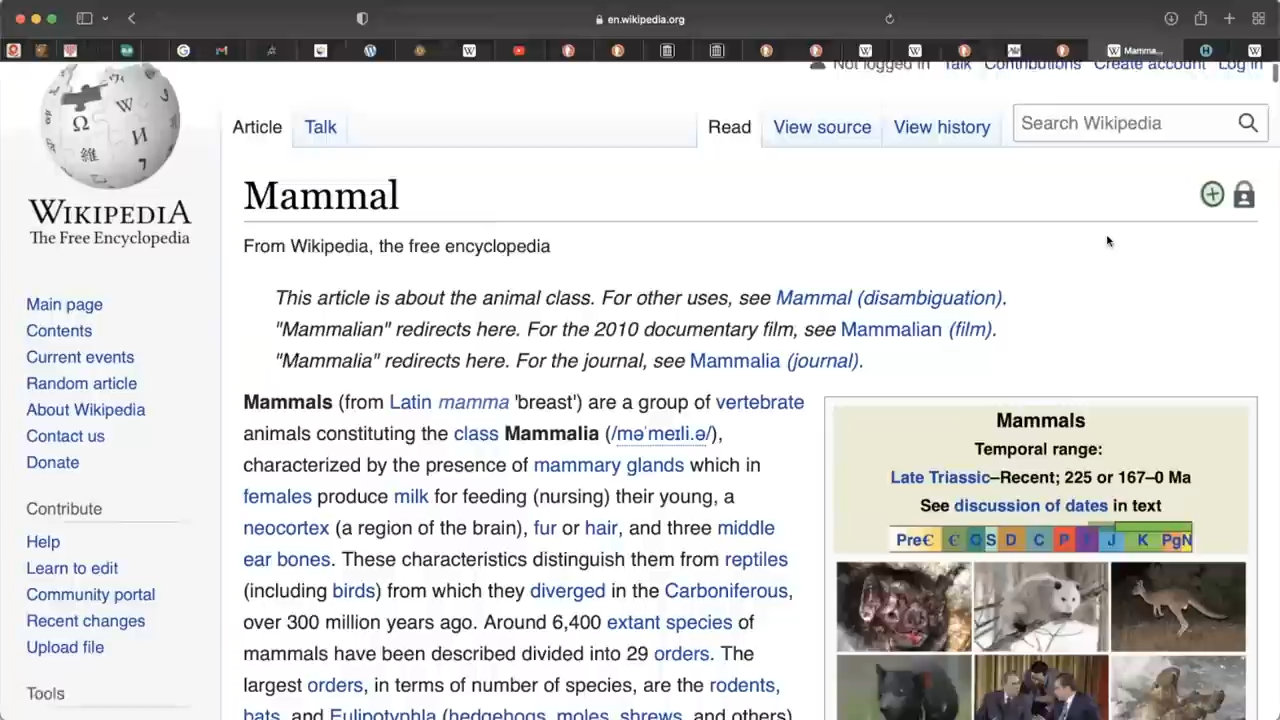 en.wikipedia.org
Mamma...
Not logged in Talk Contributions Create account Log in
Article Talk Read View source View history Search Wikipedia
WIKIPEDIA
The Free Encyclopedia
Main page
Contents
Current events
Random article
About Wikipedia
Contact us
Donate
Contribute
Help
Learn to edit
Community portal
Recent changes
Upload file
Tools
Mammal
From Wikipedia, the free encyclopedia
This article is about the animal class. For other uses, see Mammal (disambiguation).
"Mammalian" redirects here. For the 2010 documentary film, see Mammalian (film).
"Mammalia" redirects here. For the journal, see Mammalia (journal).
Mammals (from Latin mamma 'breast') are a group of vertebrate
animals constituting the class Mammalia (/məˈmeɪli.ə/),
characterized by the presence of mammary glands which in
females produce milk for feeding (nursing) their young, a
neocortex (a region of the brain), fur or hair, and three middle
ear bones. These characteristics distinguish them from reptiles
(including birds) from which they diverged in the Carboniferous,
over 300 million years ago. Around 6,400 extant species of
mammals have been described divided into 29 orders. The
largest orders, in terms of number of species, are the rodents,
bats, and Eulipotyphla (hedgehogs, moles, shrews, and others).
Mammals
Temporal range:
Late Triassic–Recent; 225 or 167–0 Ma
See discussion of dates in text
PreꞒ Ꞓ O S D C P T J K PgN